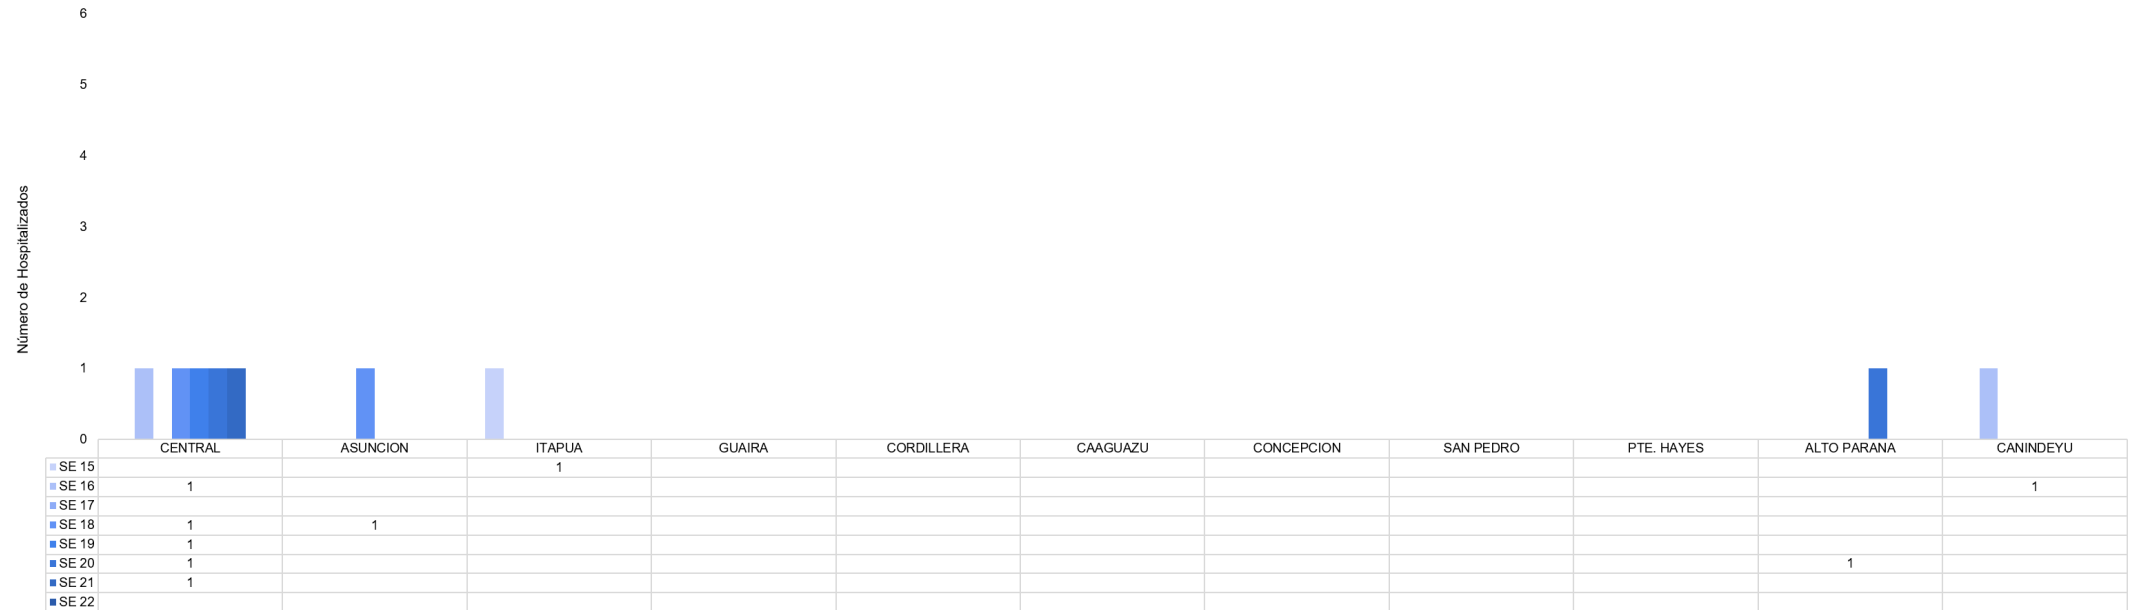 6
5
4
3
2
1
0
Número de Hospitalizados
CENTRAL ASUNCION ITAPUA GUAIRA CORDILLERA CAAGUAZU CONCEPCION SAN PEDRO PTE. HAYES ALTO PARANA CANINDEYU
SE 15 1
SE 16 1 1
SE 17
SE 18 1 1
SE 19 1
SE 20 1 1
SE 21 1
SE 22